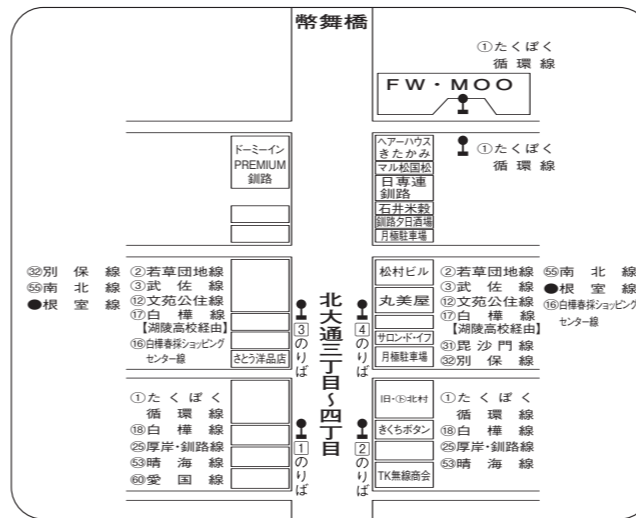 幣舞橋
①たくぼく
循環線
FW・MOO
ドーミーイン
PREMIUM
釧路
ヘアーハウス
きたかみ
マル松国松
日専連
釧路
石井米穀
釧路夕日酒場
月極駐車場
①たくぼく
循環線
㉜別保線
�55南北線
●根室線
②若草団地線
③武佐線
⑫文苑公住線
⑰白樺線
【湖陵高校経由】
⑯白樺春採ショッピング
センター線
さとう洋品店
3のりば
北大通三丁目～四丁目
4のりば
松村ビル
丸美屋
サロン・ド・イフ
月極駐車場
②若草団地線
③武佐線
⑫文苑公住線
⑰白樺線
【湖陵高校経由】
㉛毘沙門線
㉜別保線
55南北線
●根室線
⑯白樺春採ショッピング
センター線
①たくぼく
循環線
⑱白樺線
㉕厚岸・釧路線
53晴海線
60愛国線
1のりば
2のりば
旧・㊦北村
きくちボタン
TK無線商会
①たくぼく
循環線
⑱白樺線
㉕厚岸・釧路線
53晴海線